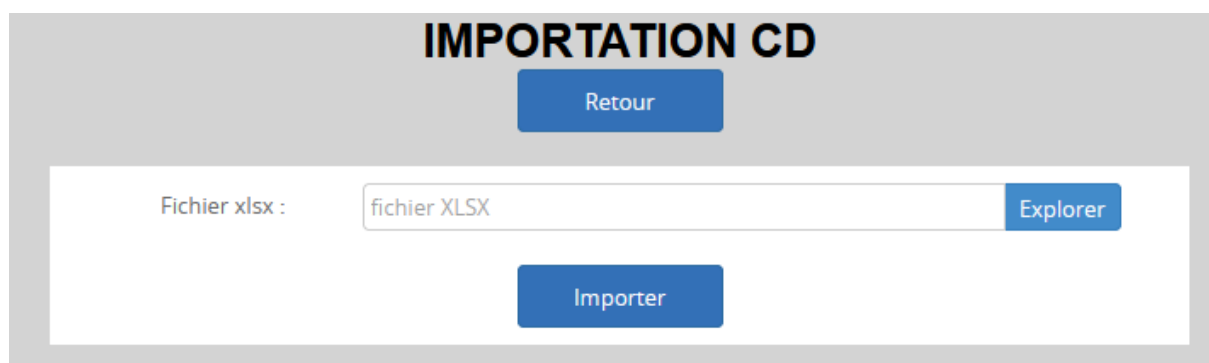 IMPORTATION CD
Retour
Fichier xlsx : fichier XLSX Explorer
Importer